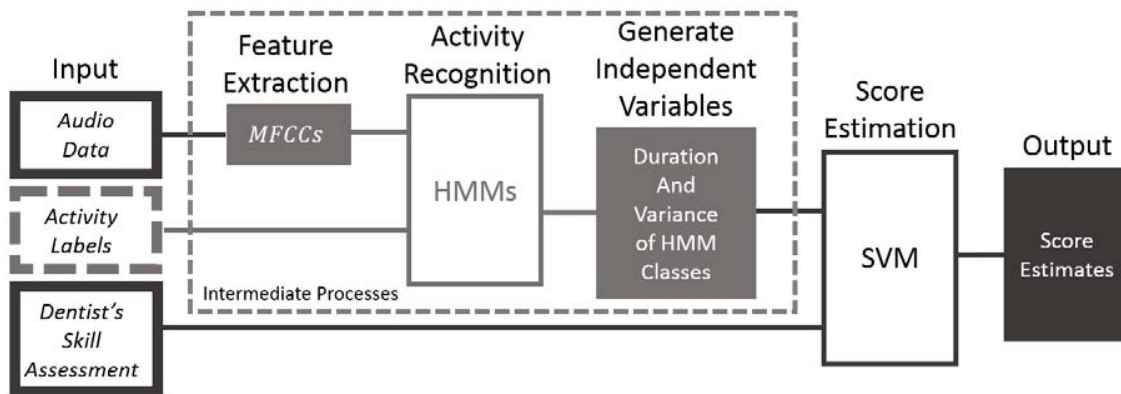 Input
Audio
Data
Activity
Labels
Dentist's
Skill
Assessment
Feature
Extraction
MFCCs
Activity
Recognition
HMMs
Generate
Independent
Variables
Duration
And
Variance
of HMM
Classes
Intermediate Processes
Score
Estimation
SVM
Output
Score
Estimates